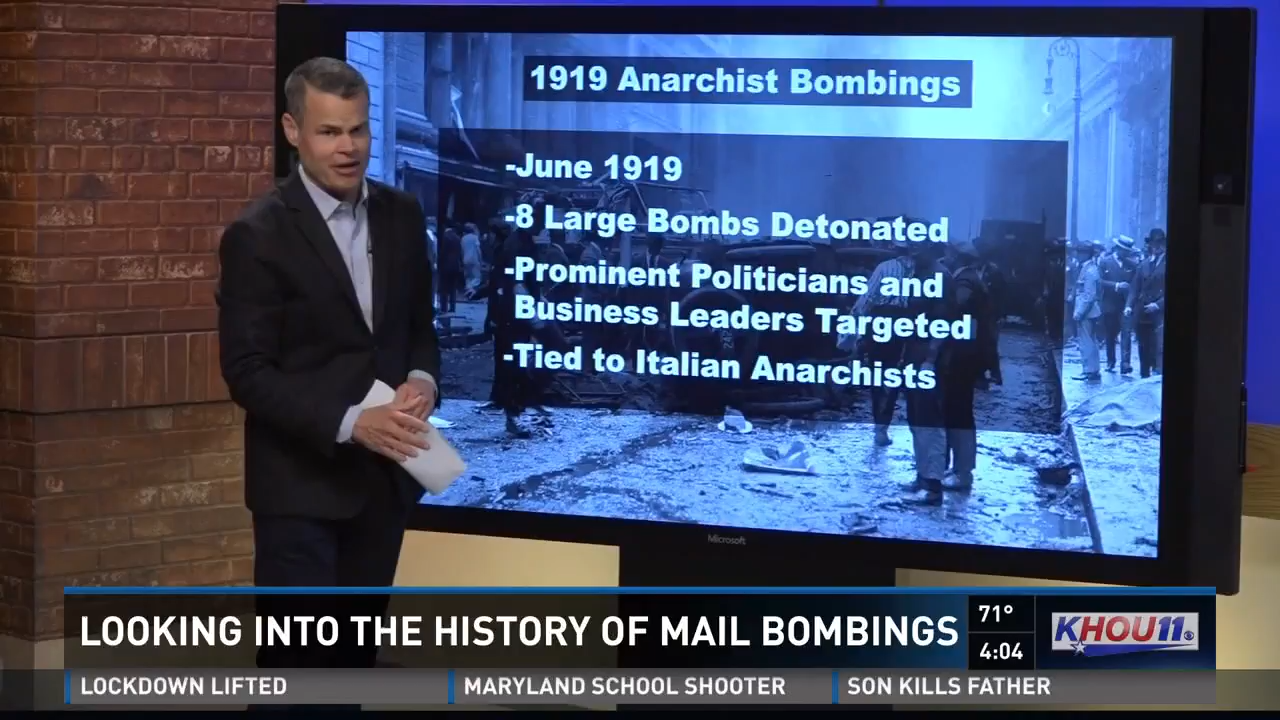 1919 Anarchist Bombings
-June 1919
-8 Large Bombs Detonated
-Prominent Politicians and
Business Leaders Targeted
-Tied to Italian Anarchists
Microsoft
LOOKING INTO THE HISTORY OF MAIL BOMBINGS
71°
4:04
KHOU11
LOCKDOWN LIFTED
MARYLAND SCHOOL SHOOTER
SON KILLS FATHER